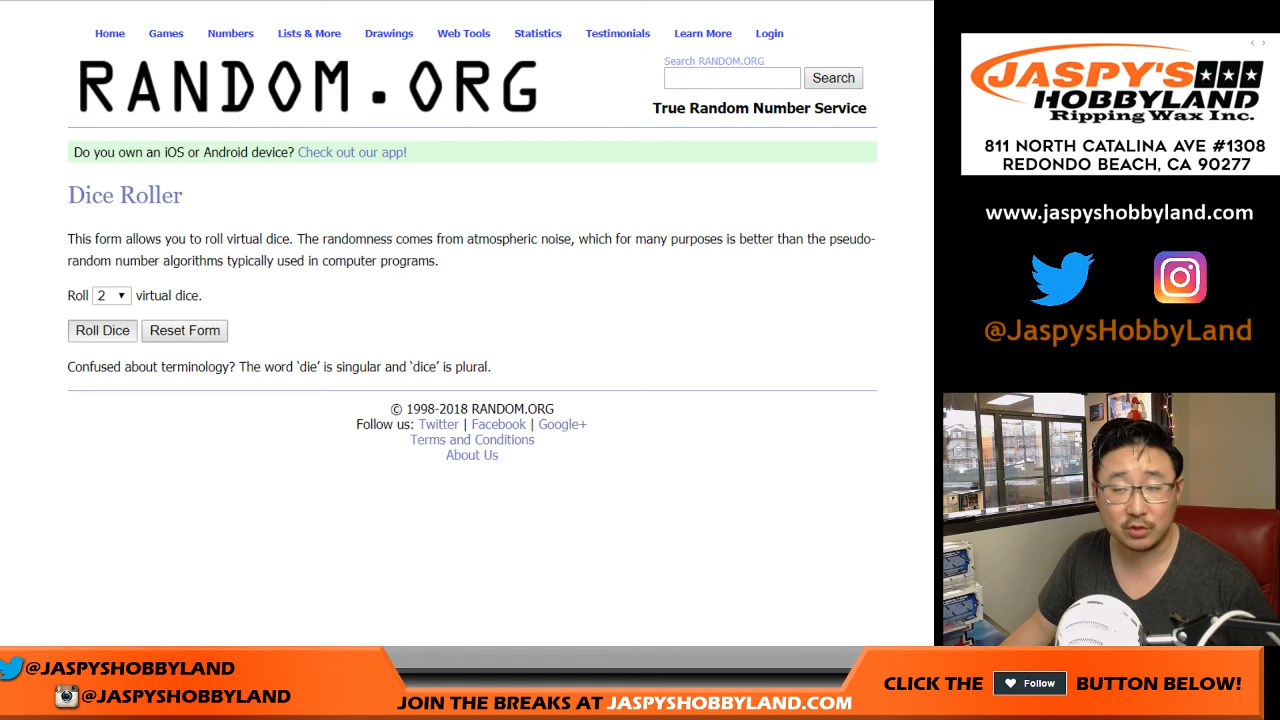 Home Games Numbers Lists & More Drawings Web Tools Statistics Testimonials Learn More Login
RANDOM.ORG
Search RANDOM.ORG
Search
True Random Number Service
Do you own an iOS or Android device? Check out our app!
Dice Roller
This form allows you to roll virtual dice. The randomness comes from atmospheric noise, which for many purposes is better than the pseudo-
random number algorithms typically used in computer programs.
Roll 2 virtual dice.
Roll Dice Reset Form
Confused about terminology? The word ‘die’ is singular and ‘dice’ is plural.
© 1998-2018 RANDOM.ORG
Follow us: Twitter | Facebook | Google+
Terms and Conditions
About Us
JASPY'S
HOBBYLAND
Ripping Wax Inc.
811 NORTH CATALINA AVE #1308
REDONDO BEACH, CA 90277
www.jaspyshobbyland.com
@JaspysHobbyLand
@JASPYSHOBBYLAND
@JASPYSHOBBYLAND
JOIN THE BREAKS AT JASPYSHOBBYLAND.COM
CLICK THE Follow BUTTON BELOW!